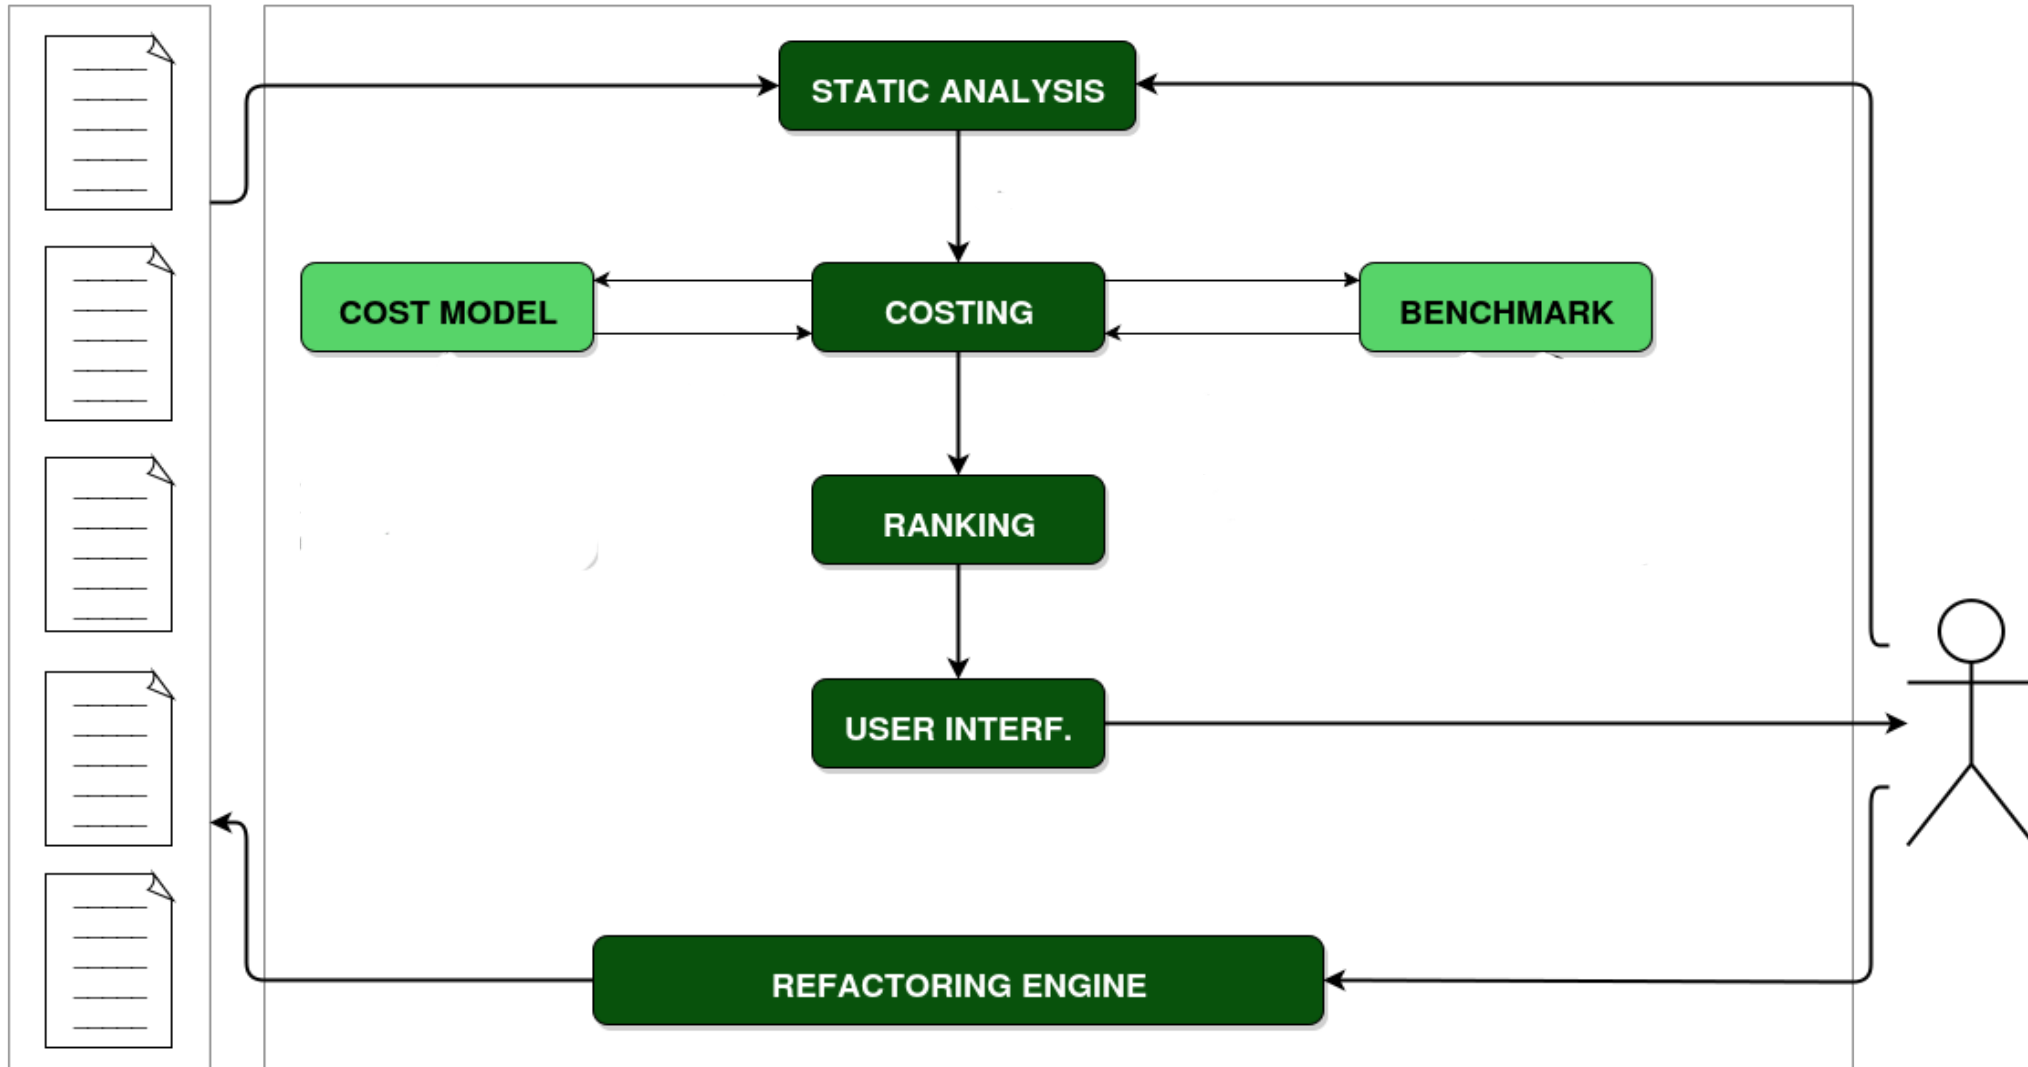 STATIC ANALYSIS
COST MODEL
COSTING
BENCHMARK
RANKING
USER INTERF.
REFACTORING ENGINE